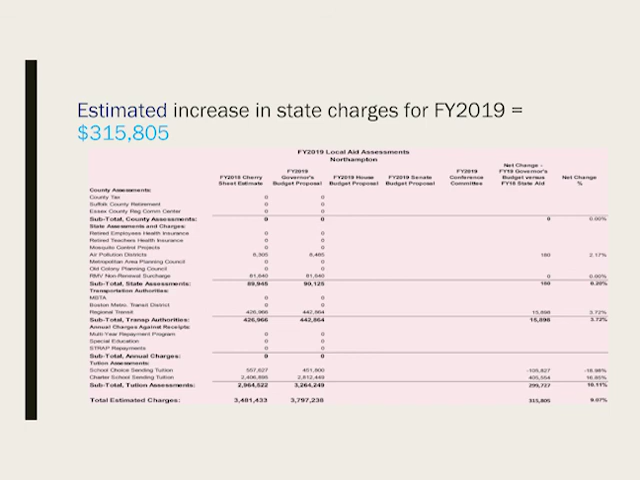 Estimated increase in state charges for FY2019 =
$315,805
FY2019 Local Aid Assessments
Northampton
FY2018 Cherry Sheet Estimate FY2019 Governor's Budget Proposal FY2019 House Budget Proposal FY2019 Senate Budget Proposal FY2019 Conference Committee Net Change - FY19 Governor's Budget versus FY18 State Aid Net Change %
County Assessments:
County Tax 0 0
Suffolk County Retirement 0 0
Essex County Reg Comm Center 0 0
Sub-Total, County Assessments: 0 0 0 0.00%
State Assessments and Charges:
Retired Employees Health Insurance 0 0
Retired Teachers Health Insurance 0 0
Mosquito Control Projects 0 0
Air Pollution Districts 8,305 8,485 180 2.17%
Metropolitan Area Planning Council 0 0
Old Colony Planning Council 0 0
RMV Non-Renewal Surcharge 81,640 81,640 0 0.00%
Sub-Total, State Assessments: 89,945 90,125 180 0.20%
Transportation Authorities:
MBTA 0 0
Boston Metro. Transit District 0 0
Regional Transit 426,966 442,864 15,898 3.72%
Sub-Total, Transp Authorities: 426,966 442,864 15,898 3.72%
Annual Charges Against Receipts:
Multi-Year Repayment Program 0 0
Special Education 0 0
STRAP Repayments 0 0
Sub-Total, Annual Charges: 0 0
Tuition Assessments:
School Choice Sending Tuition 557,627 451,800 -105,827 -18.98%
Charter School Sending Tuition 2,406,895 2,812,449 405,554 16.85%
Sub-Total, Tuition Assessments: 2,964,522 3,264,249 299,727 10.11%
Total Estimated Charges: 3,481,433 3,797,238 315,805 9.07%